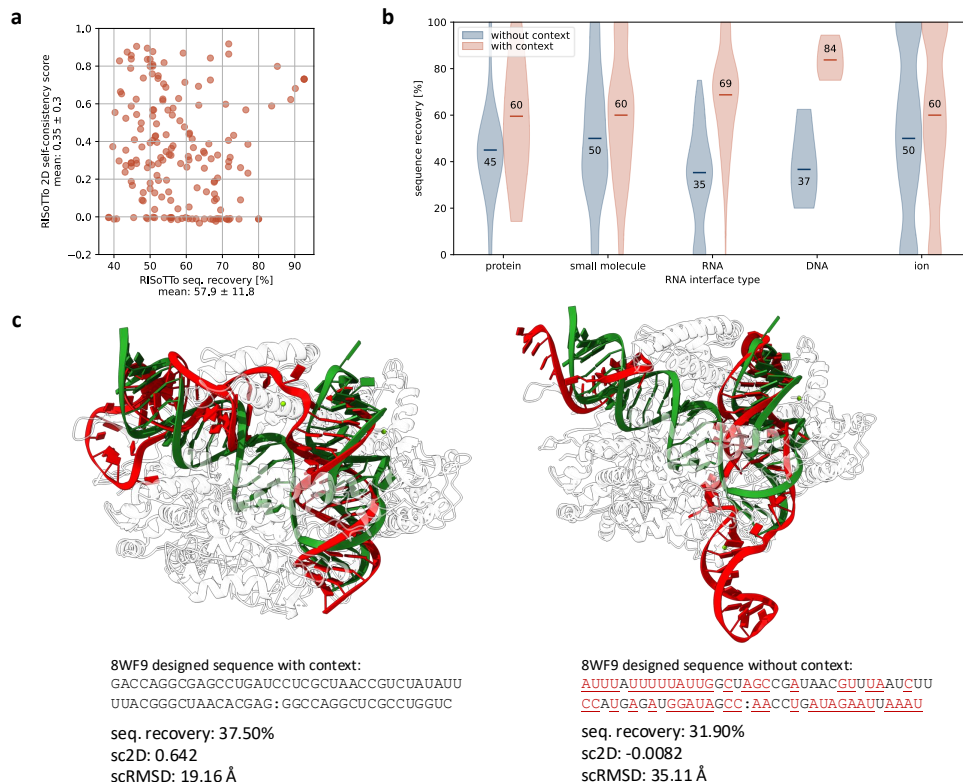 a
1.0
0.8
0.6
0.4
0.2
0.0
−0.2
RISoTTo 2D self-consistency score
mean: 0.35 ± 0.3
40 50 60 70 80 90
RISoTTo seq. recovery [%]
mean: 57.9 ± 11.8
b
without context
with context
100
80
60
40
20
0
sequence recovery [%]
45
60
50
60
35
69
37
84
50
60
protein small molecule RNA DNA ion
RNA interface type
c
8WF9 designed sequence with context:
GACCAGGCGAGCCUGAUCCUCGCUAACCGUCUAUAUU
UUACGGGCUAACACGAG:GGCCAGGCUCGCCUGGUC
seq. recovery: 37.50%
sc2D: 0.642
scRMSD: 19.16 Å
8WF9 designed sequence without context:
AUUUAUUUUUAUUGGCUAGCCGAUAACGUUUAAUCUU
CCAUGAGAUGGAUAGCC:AACCUGAUAGAAUUAAAU
seq. recovery: 31.90%
sc2D: -0.0082
scRMSD: 35.11 Å